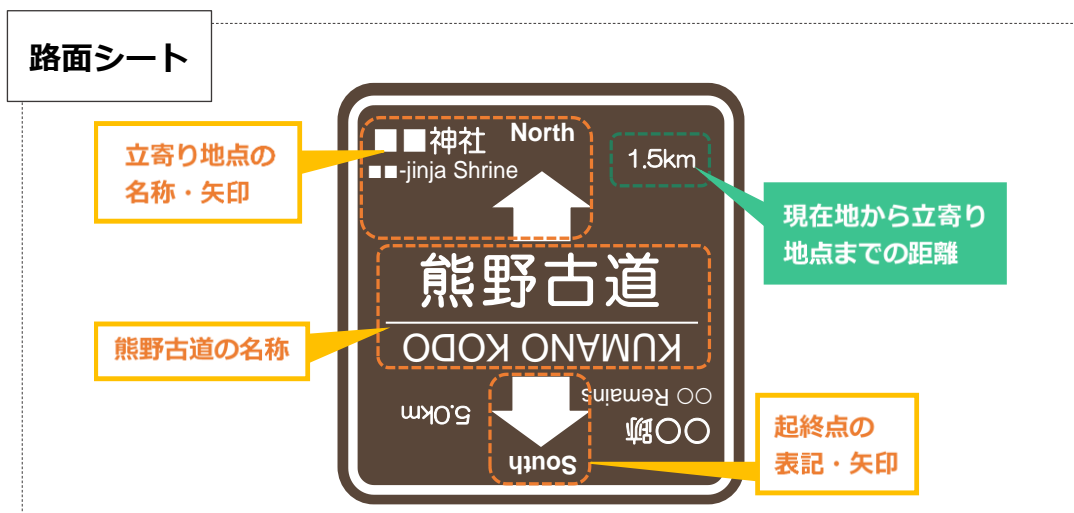 路面シート
立寄り地点の
名称・矢印
■■神社 North
■■-jinja Shrine
1.5km
現在地から立寄り
地点までの距離
熊野古道
KUMANO KODO
熊野古道の名称
5.0km
○○ Remains
○○跡
South
起終点の
表記・矢印